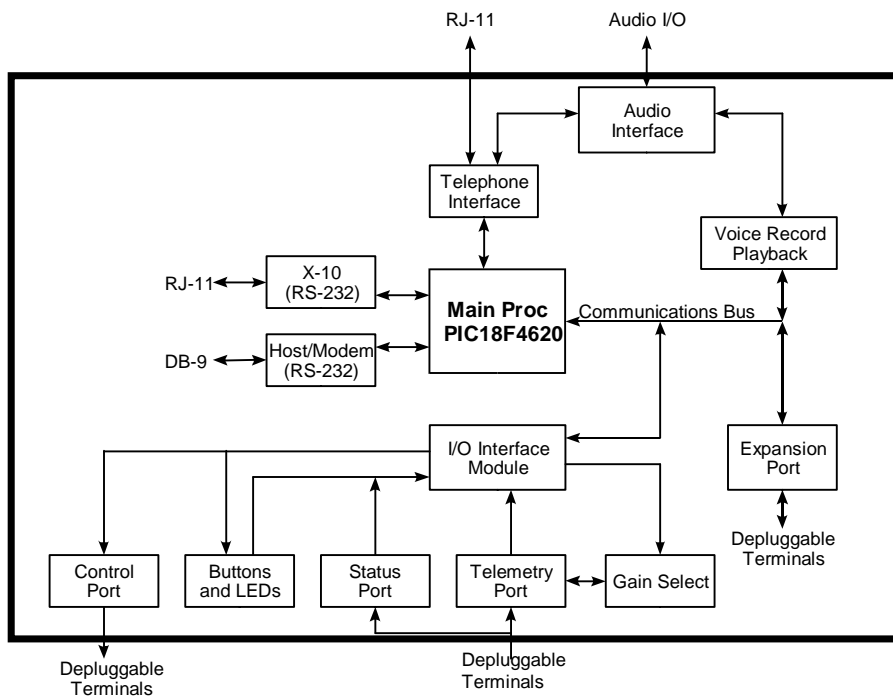 RJ-11
Audio I/O
Audio
Interface
Telephone
Interface
Voice Record
Playback
RJ-11
X-10
(RS-232)
Main Proc
PIC18F4620
Communications Bus
DB-9
Host/Modem
(RS-232)
I/O Interface
Module
Expansion
Port
Depluggable
Terminals
Control
Port
Buttons
and LEDs
Status
Port
Telemetry
Port
Gain Select
Depluggable
Terminals
Depluggable
Terminals